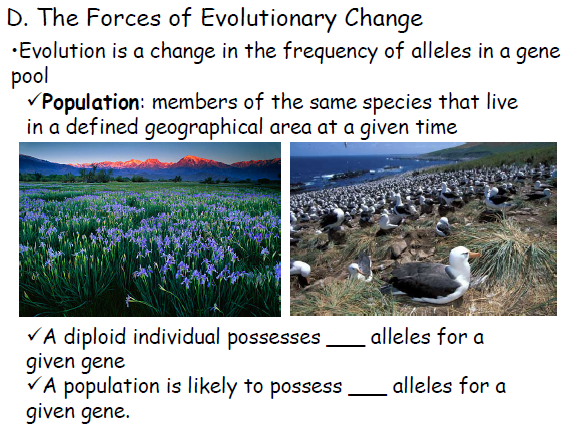 D. The Forces of Evolutionary Change
•Evolution is a change in the frequency of alleles in a gene
pool
✓Population: members of the same species that live
in a defined geographical area at a given time
✓A diploid individual possesses ___ alleles for a
given gene
✓A population is likely to possess ___ alleles for a
given gene.